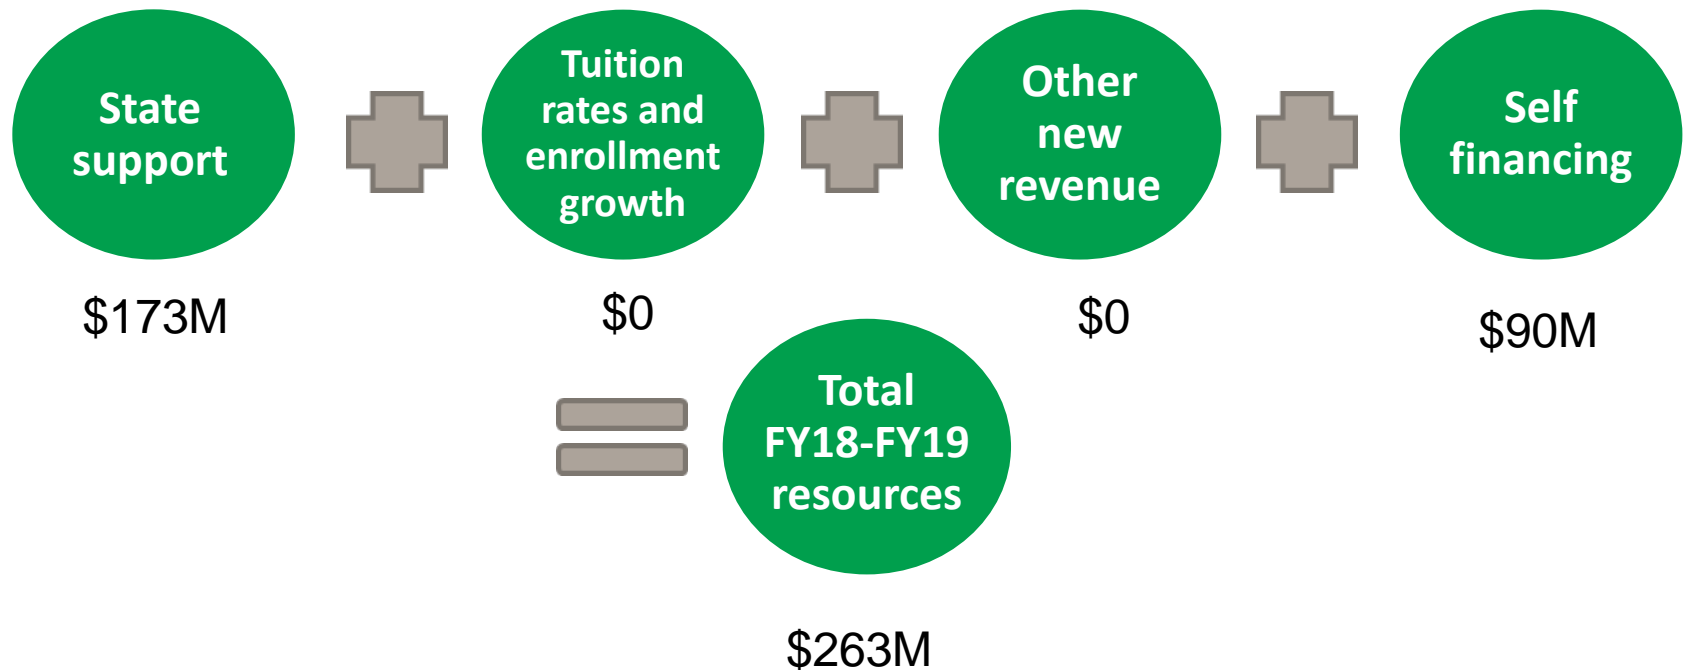 State
support
Tuition
rates and
enrollment
growth
Other
new
revenue
Self
financing
$173M
$0
$0
$90M
Total
FY18-FY19
resources
$263M